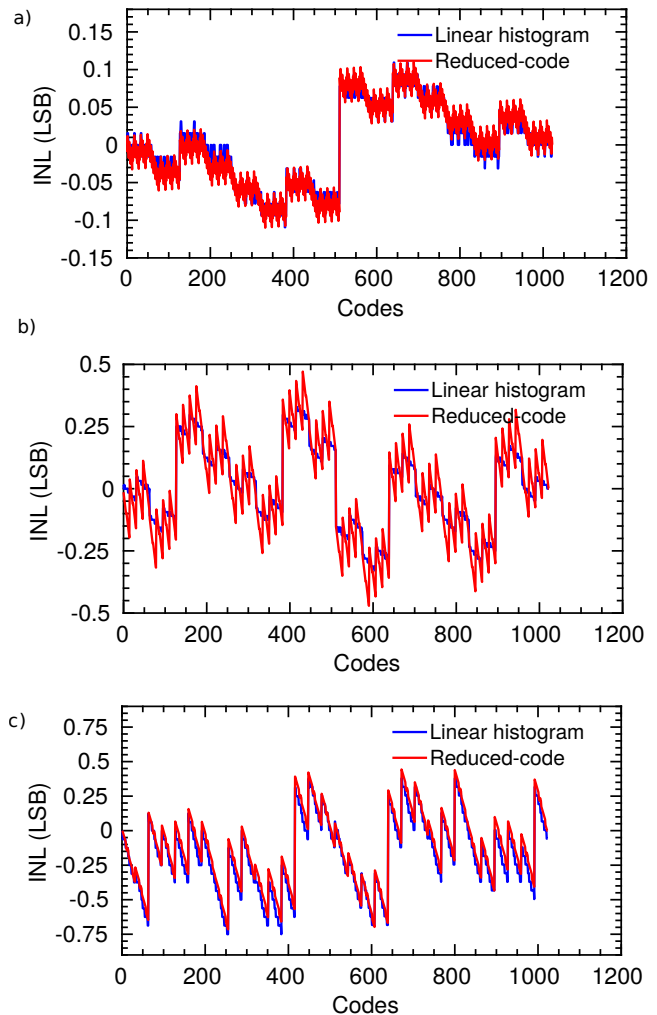 a)
0.15
0.1
0.05
0
-0.05
-0.1
-0.15
INL (LSB)
Linear histogram
Reduced-code
0 200 400 600 800 1000 1200
Codes
b)
0.5
0.25
0
-0.25
-0.5
INL (LSB)
Linear histogram
Reduced-code
0 200 400 600 800 1000 1200
Codes
c)
0.75
0.5
0.25
0
-0.25
-0.50
-0.75
INL (LSB)
Linear histogram
Reduced-code
0 200 400 600 800 1000 1200
Codes